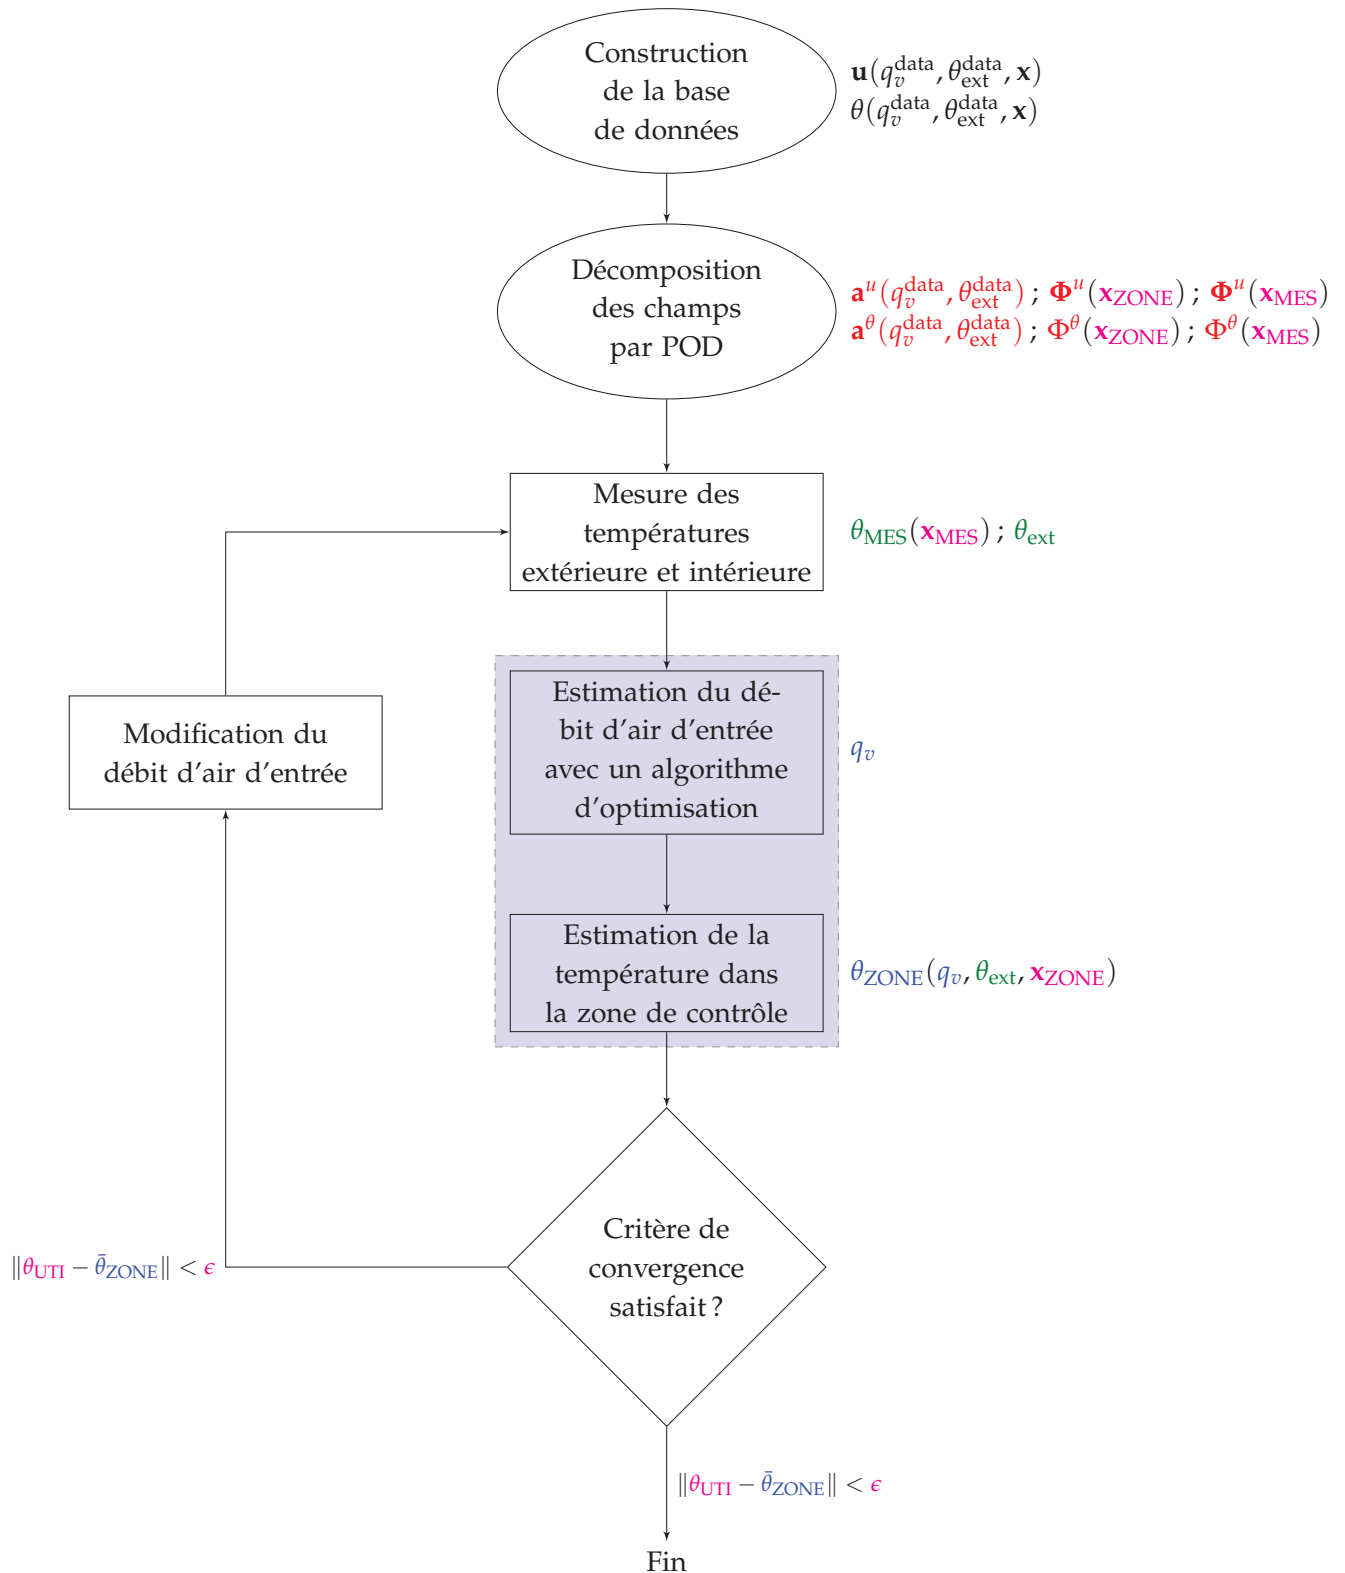 Construction
de la base
de données
𝐮(q_v^data, θ_ext^data, 𝐱)
θ(q_v^data, θ_ext^data, 𝐱)
Décomposition
des champs
par POD
𝐚^u(q_v^data, θ_ext^data) ; 𝚽^u(𝐱_ZONE) ; 𝚽^u(𝐱_MES)
𝐚^θ(q_v^data, θ_ext^data) ; Φ^θ(𝐱_ZONE) ; Φ^θ(𝐱_MES)
Mesure des
températures
extérieure et intérieure
θ_MES(𝐱_MES) ; θ_ext
Modification du
débit d'air d'entrée
Estimation du dé-
bit d'air d'entrée
avec un algorithme
d'optimisation
q_v
Estimation de la
température dans
la zone de contrôle
θ_ZONE(q_v, θ_ext, 𝐱_ZONE)
Critère de
convergence
satisfait ?
‖θ_UTI − θ̄_ZONE‖ < ϵ
‖θ_UTI − θ̄_ZONE‖ < ϵ
Fin